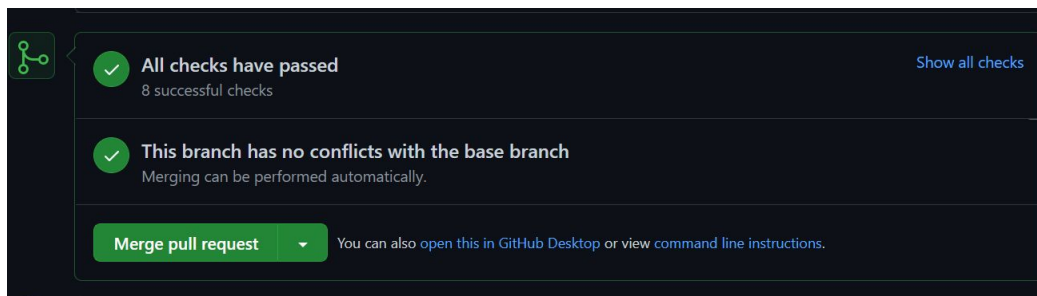 All checks have passed
Show all checks
8 successful checks
This branch has no conflicts with the base branch
Merging can be performed automatically.
Merge pull request
You can also open this in GitHub Desktop or view command line instructions.